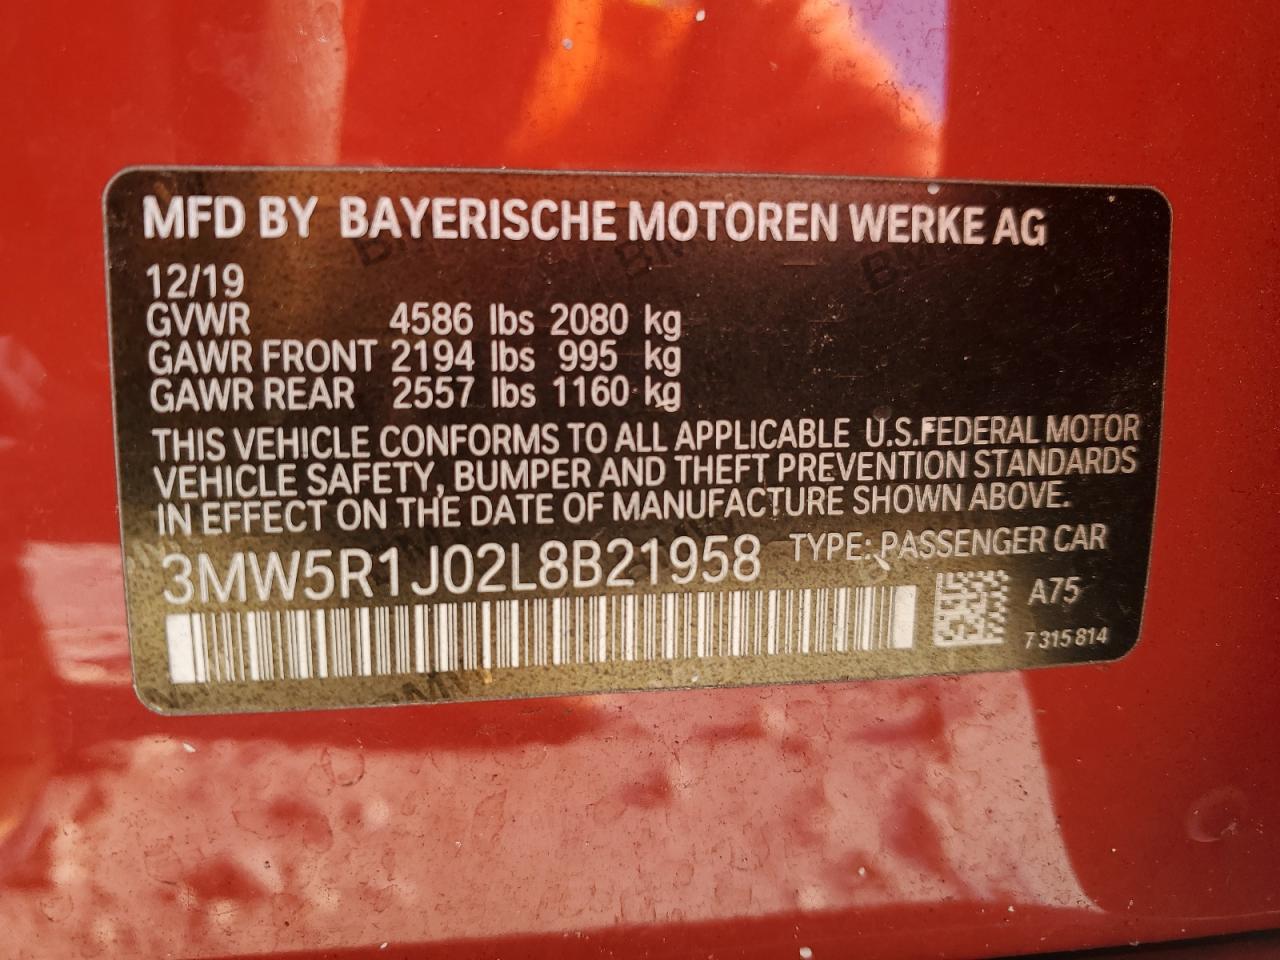 MFD BY BAYERISCHE MOTOREN WERKE AG
12/19
GVWR 4586 lbs 2080 kg
GAWR FRONT 2194 lbs 995 kg
GAWR REAR 2557 lbs 1160 kg
THIS VEHICLE CONFORMS TO ALL APPLICABLE U.S.FEDERAL MOTOR
VEHICLE SAFETY, BUMPER AND THEFT PREVENTION STANDARDS
IN EFFECT ON THE DATE OF MANUFACTURE SHOWN ABOVE.
3MW5R1J02L8B21958 TYPE: PASSENGER CAR
A75
7 315 814